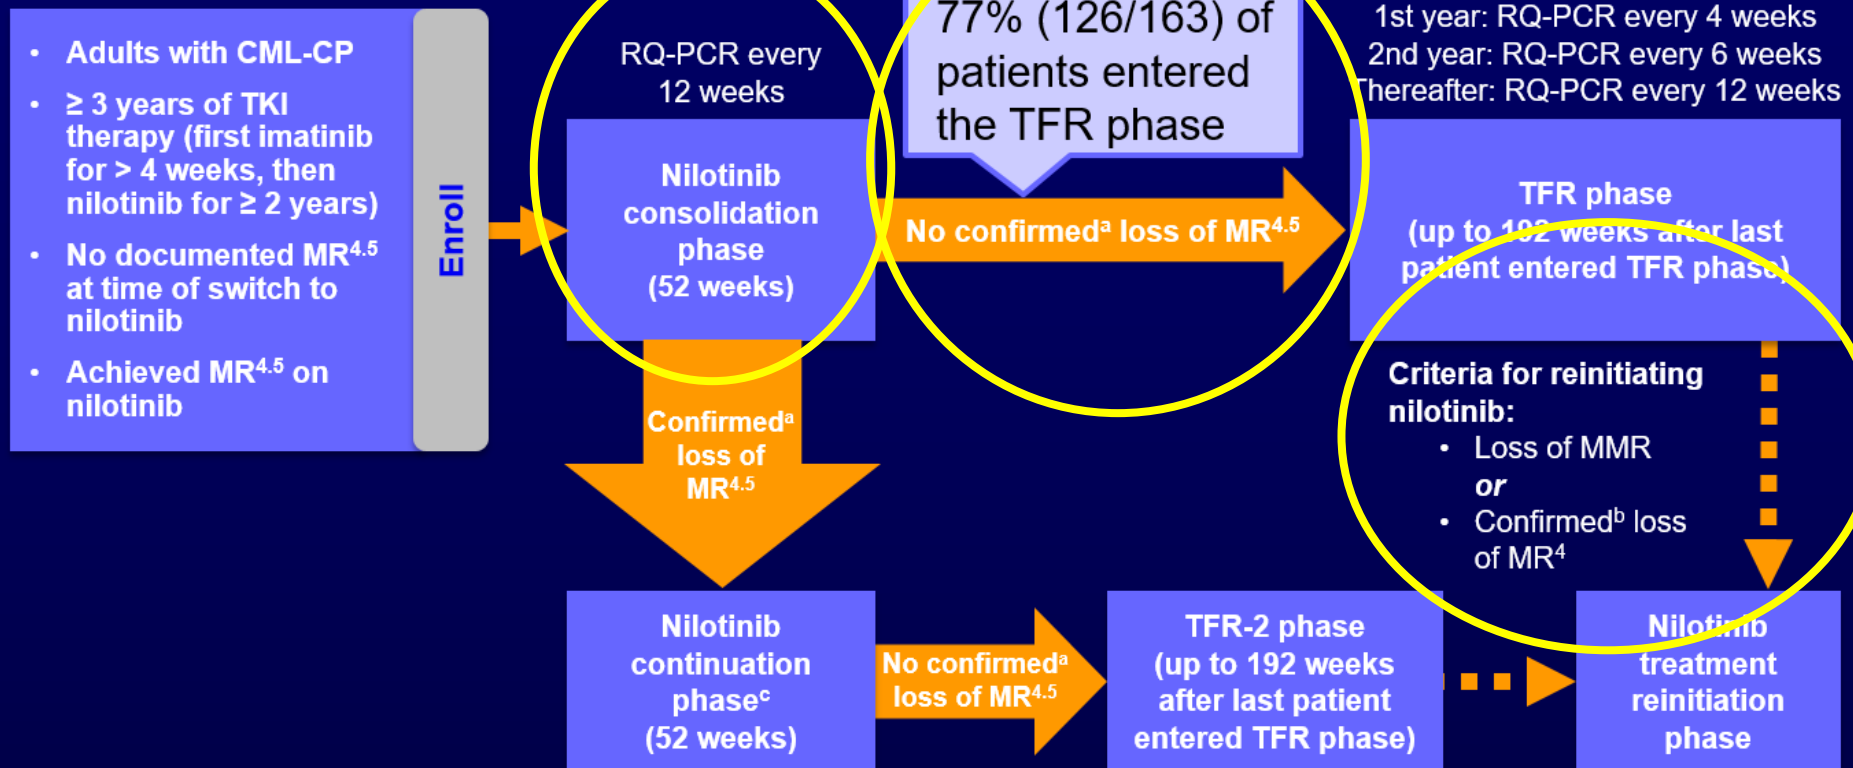 • Adults with CML-CP
• ≥ 3 years of TKI
therapy (first imatinib
for > 4 weeks, then
nilotinib for ≥ 2 years)
• No documented MR⁴·⁵
at time of switch to
nilotinib
• Achieved MR⁴·⁵ on
nilotinib
Enroll
RQ-PCR every
12 weeks
Nilotinib
consolidation
phase
(52 weeks)
77% (126/163) of
patients entered
the TFR phase
No confirmedᵃ loss of MR⁴·⁵
1st year: RQ-PCR every 4 weeks
2nd year: RQ-PCR every 6 weeks
Thereafter: RQ-PCR every 12 weeks
TFR phase
(up to 192 weeks after last
patient entered TFR phase)
Confirmedᵃ
loss of
MR⁴·⁵
Criteria for reinitiating
nilotinib:
• Loss of MMR
or
• Confirmedᵇ loss
of MR⁴
Nilotinib
continuation
phaseᶜ
(52 weeks)
No confirmedᵃ
loss of MR⁴·⁵
TFR-2 phase
(up to 192 weeks
after last patient
entered TFR phase)
Nilotinib
treatment
reinitiation
phase